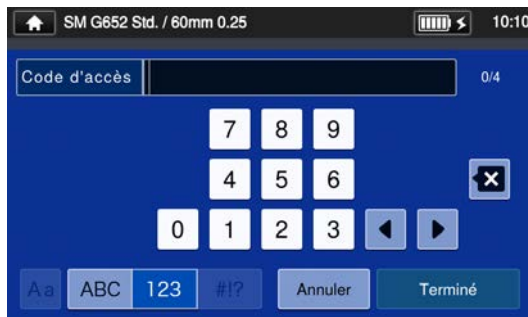 SM G652 Std. / 60mm 0.25 10:10
Code d'accès 0/4
7 8 9
4 5 6
0 1 2 3
Aa ABC 123 #!? Annuler Terminé